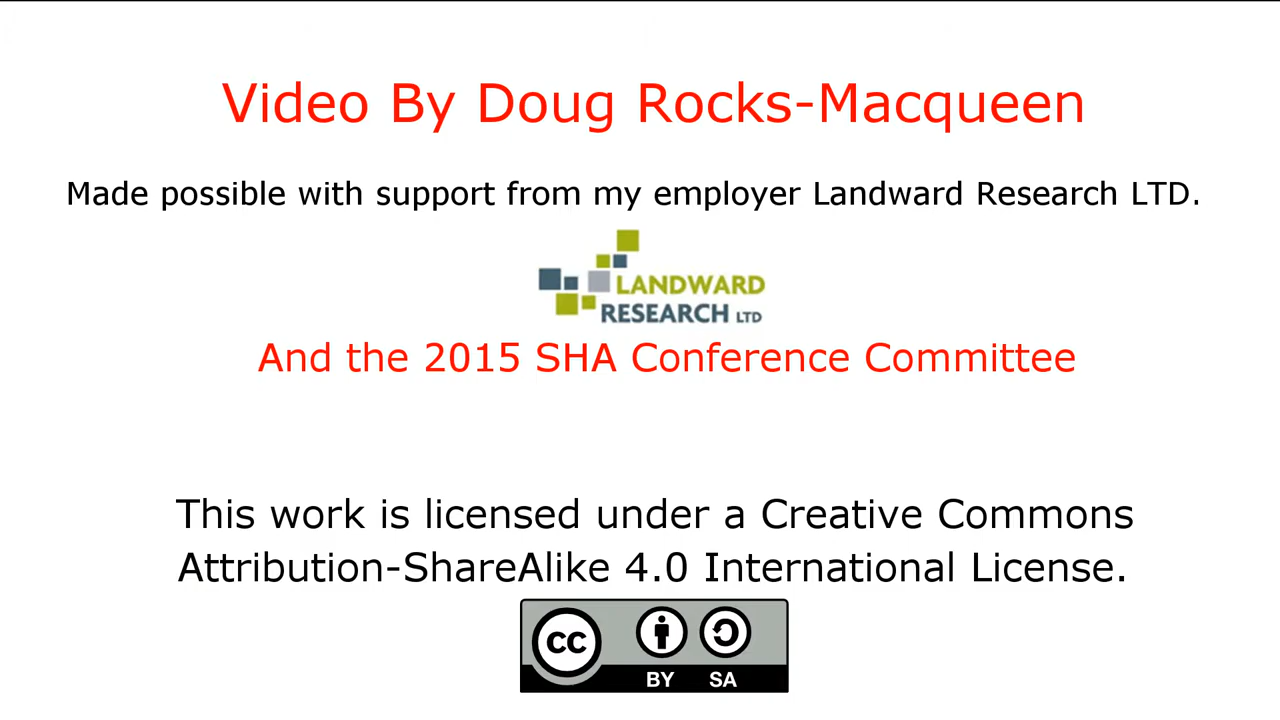 Video By Doug Rocks-Macqueen
Made possible with support from my employer Landward Research LTD.
LANDWARD
RESEARCH LTD
And the 2015 SHA Conference Committee
This work is licensed under a Creative Commons
Attribution-ShareAlike 4.0 International License.
CC
BY SA